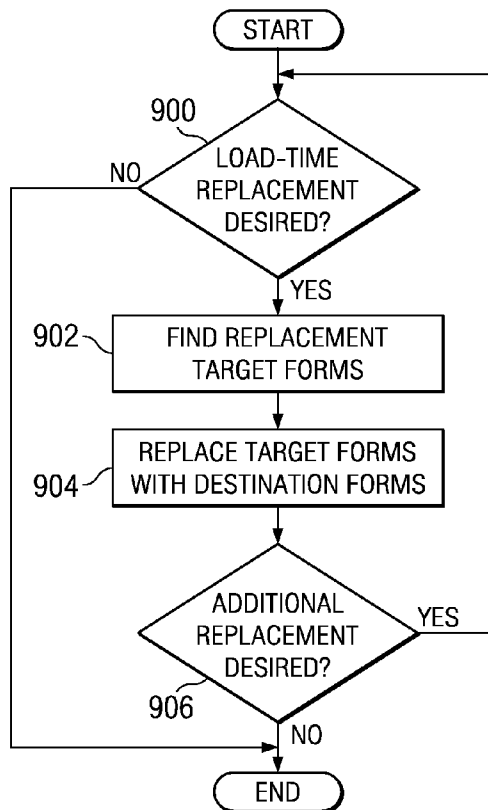 START
900
LOAD-TIME
REPLACEMENT
DESIRED?
NO
YES
902
FIND REPLACEMENT
TARGET FORMS
904
REPLACE TARGET FORMS
WITH DESTINATION FORMS
ADDITIONAL
REPLACEMENT
DESIRED?
YES
906
NO
END